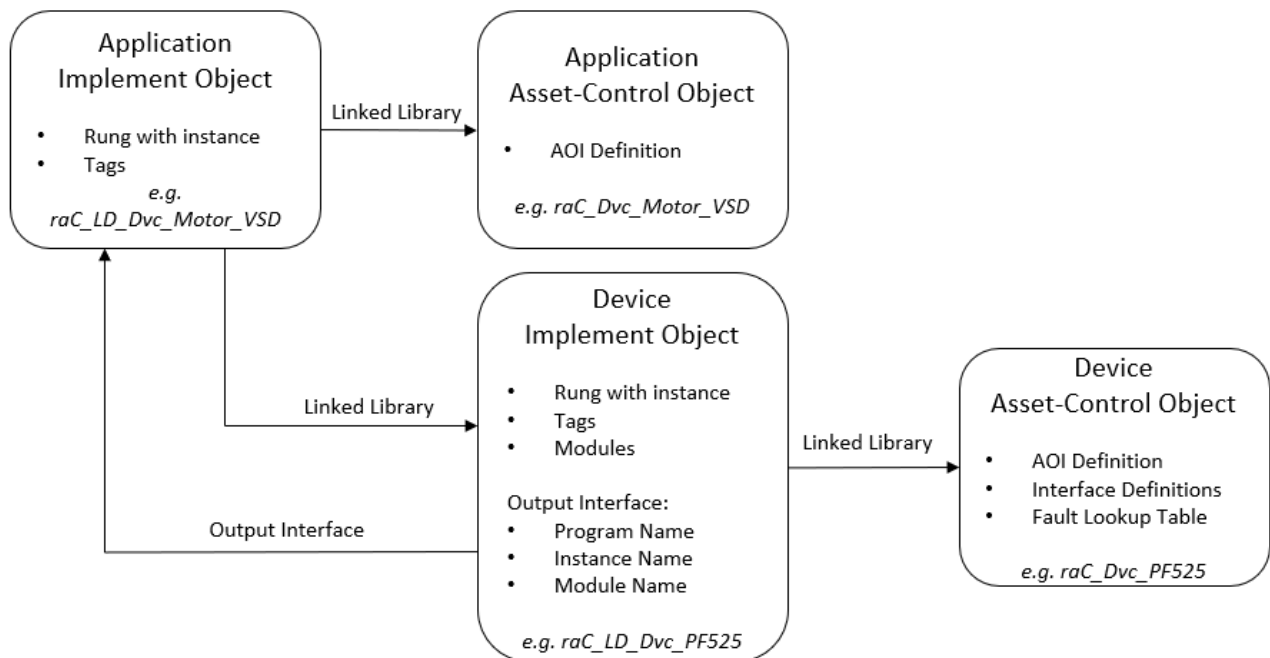 Application
Implement Object
• Rung with instance
• Tags
e.g.
raC_LD_Dvc_Motor_VSD
Linked Library
Application
Asset-Control Object
• AOI Definition
e.g. raC_Dvc_Motor_VSD
Linked Library
Output Interface
Device
Implement Object
• Rung with instance
• Tags
• Modules
Output Interface:
• Program Name
• Instance Name
• Module Name
e.g. raC_LD_Dvc_PF525
Linked Library
Device
Asset-Control Object
• AOI Definition
• Interface Definitions
• Fault Lookup Table
e.g. raC_Dvc_PF525